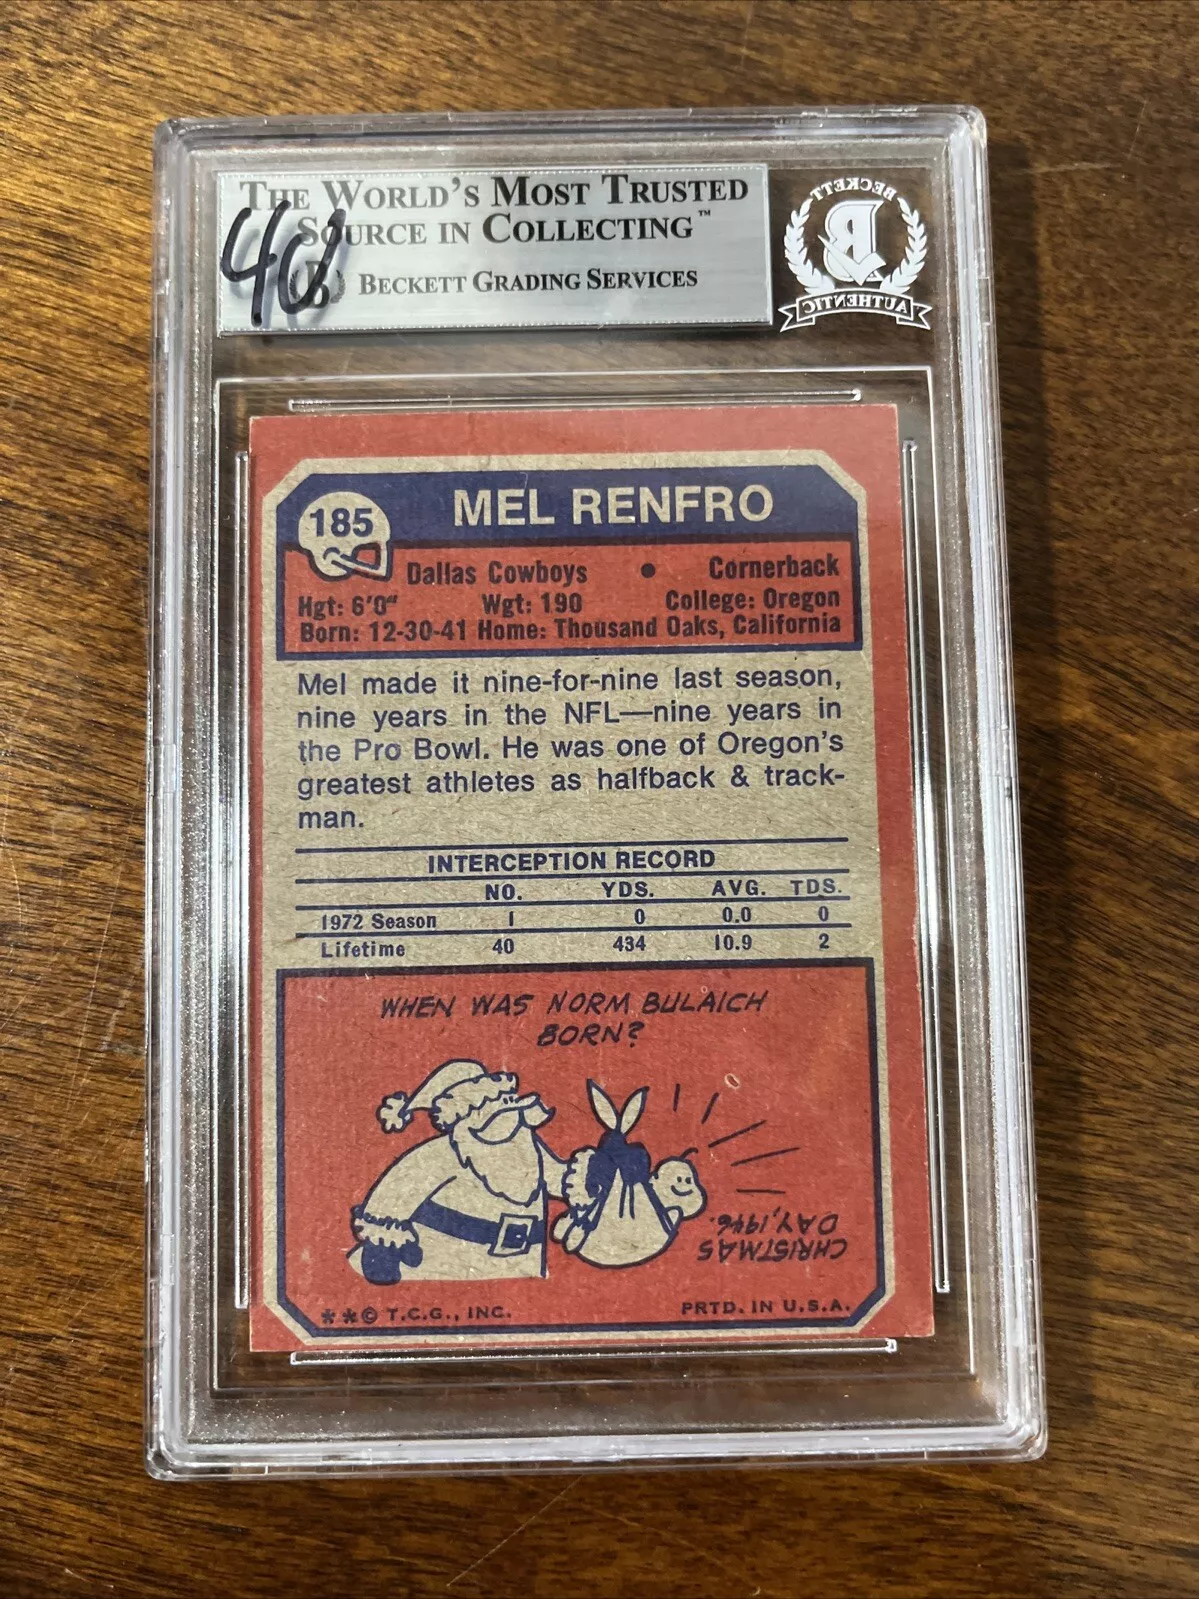 THE WORLD'S MOST TRUSTED
SOURCE IN COLLECTING™
BECKETT GRADING SERVICES
B
40
BECKETT
B
AUTHENTIC
185
MEL RENFRO
Dallas Cowboys • Cornerback
Hgt: 6'0" Wgt: 190 College: Oregon
Born: 12-30-41 Home: Thousand Oaks, California
Mel made it nine-for-nine last season,
nine years in the NFL—nine years in
the Pro Bowl. He was one of Oregon's
greatest athletes as halfback & track-
man.
INTERCEPTION RECORD
NO. YDS. AVG. TDS.
1972 Season 1 0 0.0 0
Lifetime 40 434 10.9 2
WHEN WAS NORM BULAICH
BORN?
CHRISTMAS
DAY, 1946.
**© T.C.G., INC. PRTD. IN U.S.A.